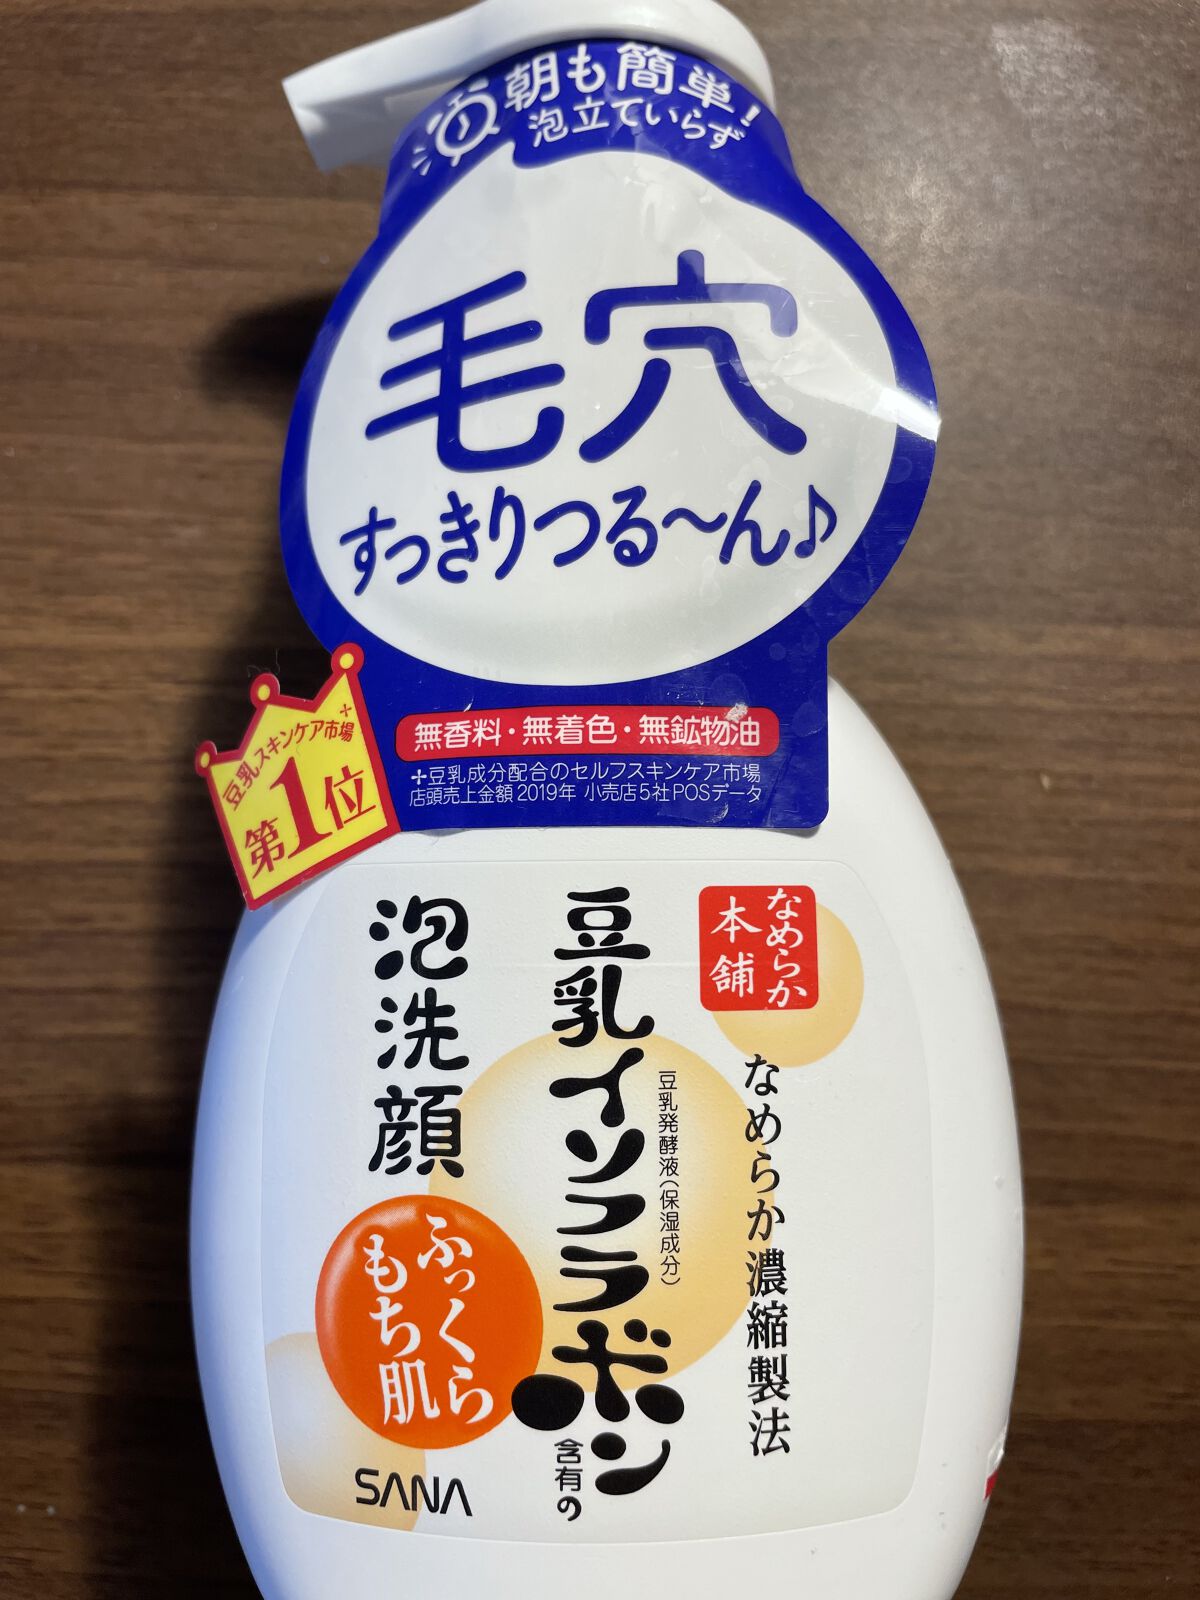 朝も簡単!
泡立ていらず
毛穴
すっきりつる〜ん♪
無香料・無着色・無鉱物油
✢豆乳成分配合のセルフスキンケア市場
店頭売上金額2019年 小売店5社POSデータ
豆乳スキンケア市場✢
第1位
なめらか
本舗
なめらか濃縮製法
豆乳発酵液(保湿成分)
豆乳イソフラボン
含有の
泡洗顔
ふっくら
もち肌
SANA